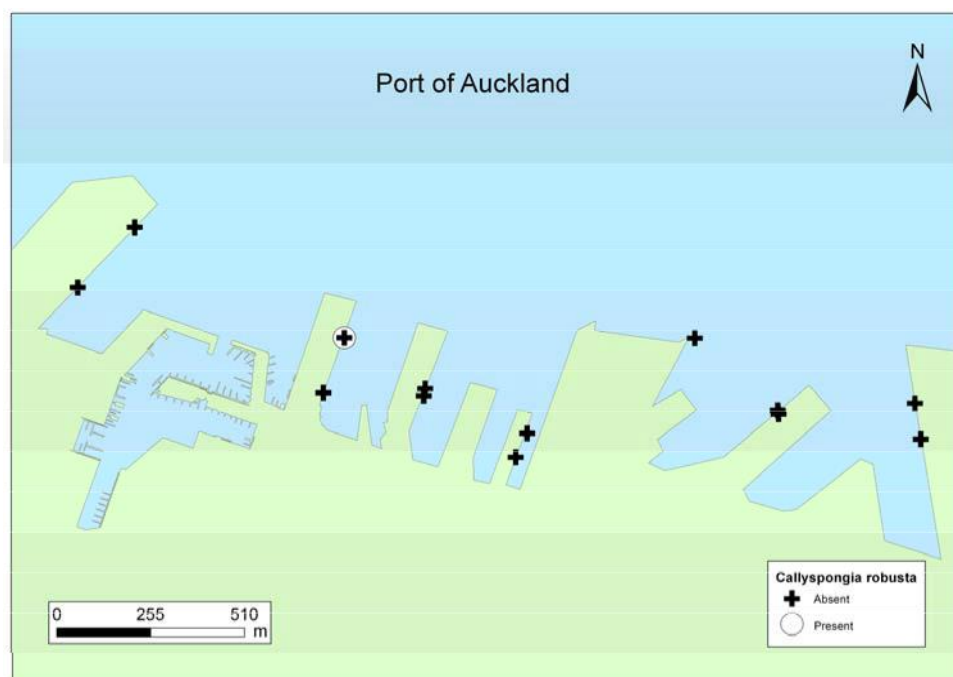 Port of Auckland
N
0 255 510
m
Callyspongia robusta
Absent
Present